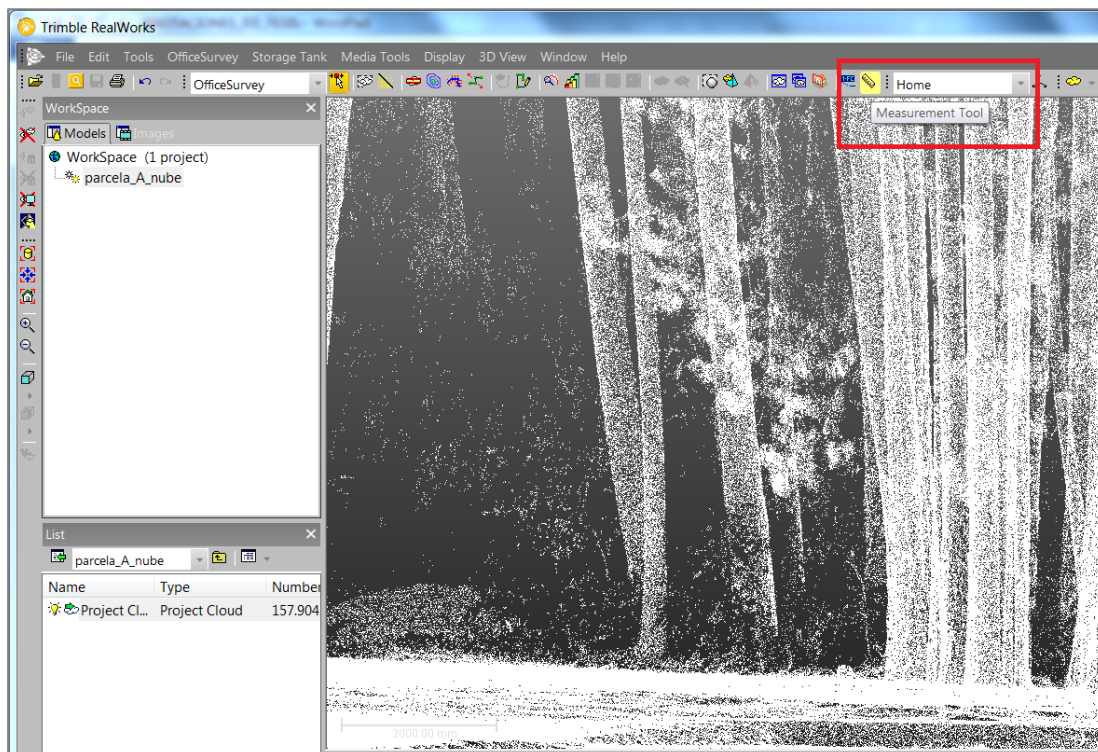 Trimble RealWorks
File Edit Tools OfficeSurvey Storage Tank Media Tools Display 3D View Window Help
OfficeSurvey
Home
Measurement Tool
WorkSpace
Models Images
WorkSpace (1 project)
parcela_A_nube
List
parcela_A_nube
Name Type Number
Project Cl... Project Cloud 157.904
2000.00 mm